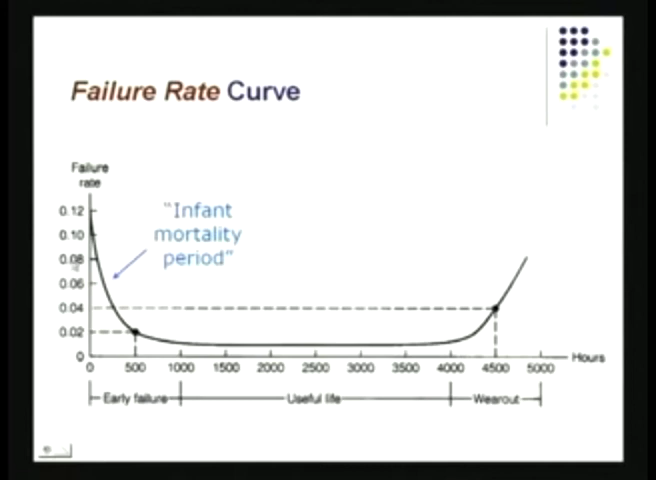 Failure Rate Curve
Failure
rate
"Infant
mortality
period"
0.12
0.10
0.08
0.06
0.04
0.02
0
0 500 1000 1500 2000 2500 3000 3500 4000 4500 5000 Hours
Early failure Useful life Wearout